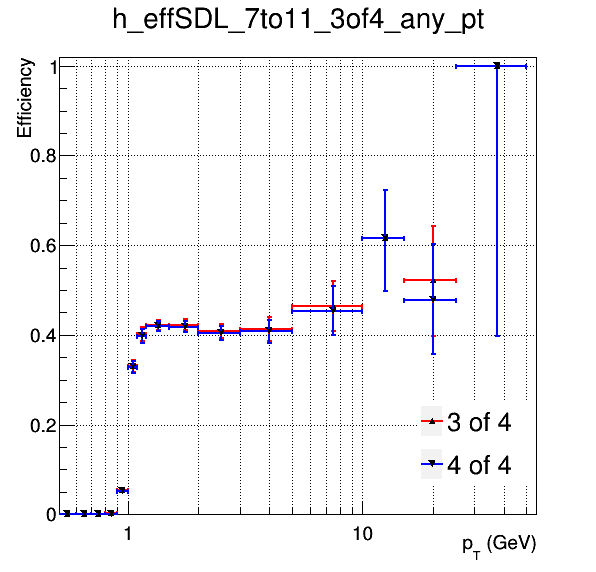 h_effSDL_7to11_3of4_any_pt
Efficiency
1
0.8
0.6
0.4
0.2
0
3 of 4
4 of 4
1
10
p_T (GeV)